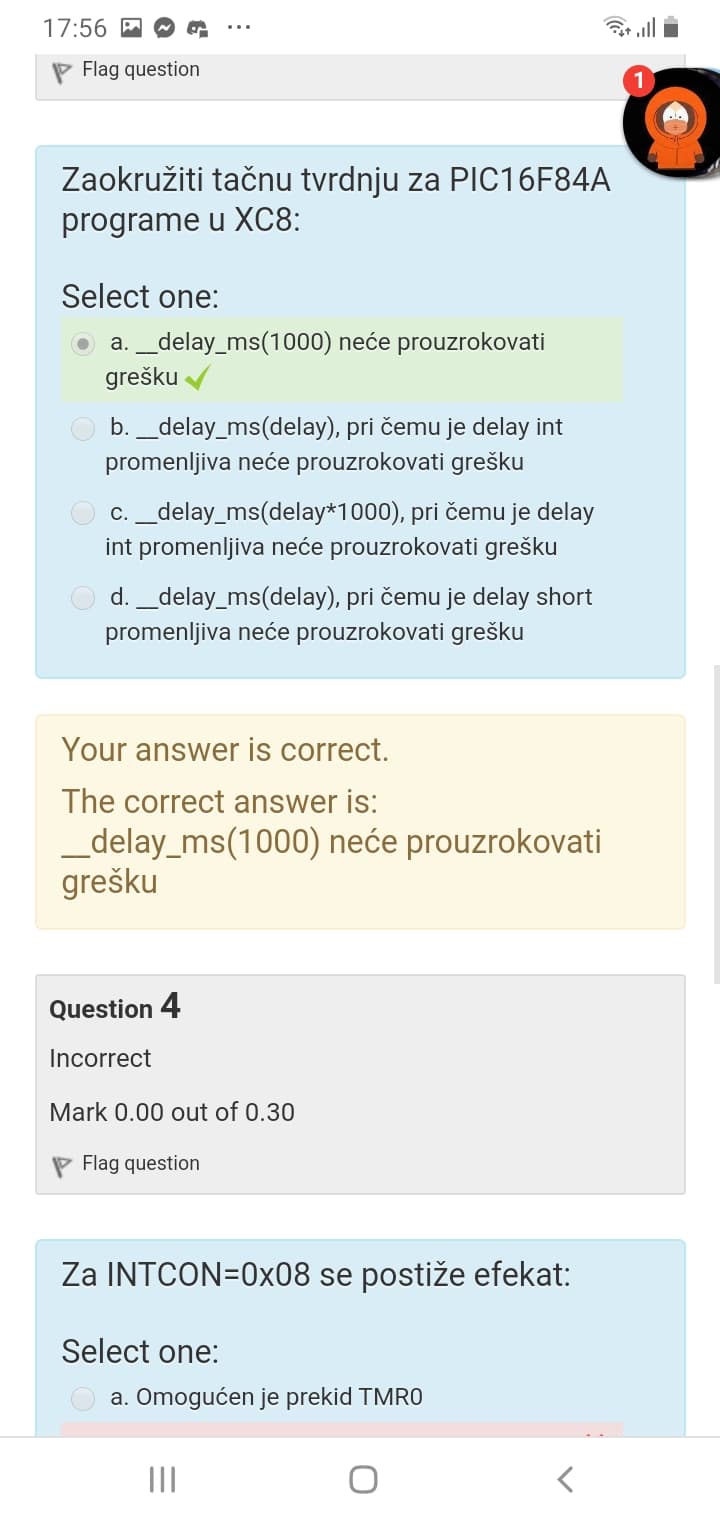 17:56
Flag question
1
Zaokružiti tačnu tvrdnju za PIC16F84A
programe u XC8:
Select one:
a. __delay_ms(1000) neće prouzrokovati
grešku
b. __delay_ms(delay), pri čemu je delay int
promenljiva neće prouzrokovati grešku
c. __delay_ms(delay*1000), pri čemu je delay
int promenljiva neće prouzrokovati grešku
d. __delay_ms(delay), pri čemu je delay short
promenljiva neće prouzrokovati grešku
Your answer is correct.
The correct answer is:
__delay_ms(1000) neće prouzrokovati
grešku
Question 4
Incorrect
Mark 0.00 out of 0.30
Flag question
Za INTCON=0x08 se postiže efekat:
Select one:
a. Omogućen je prekid TMR0